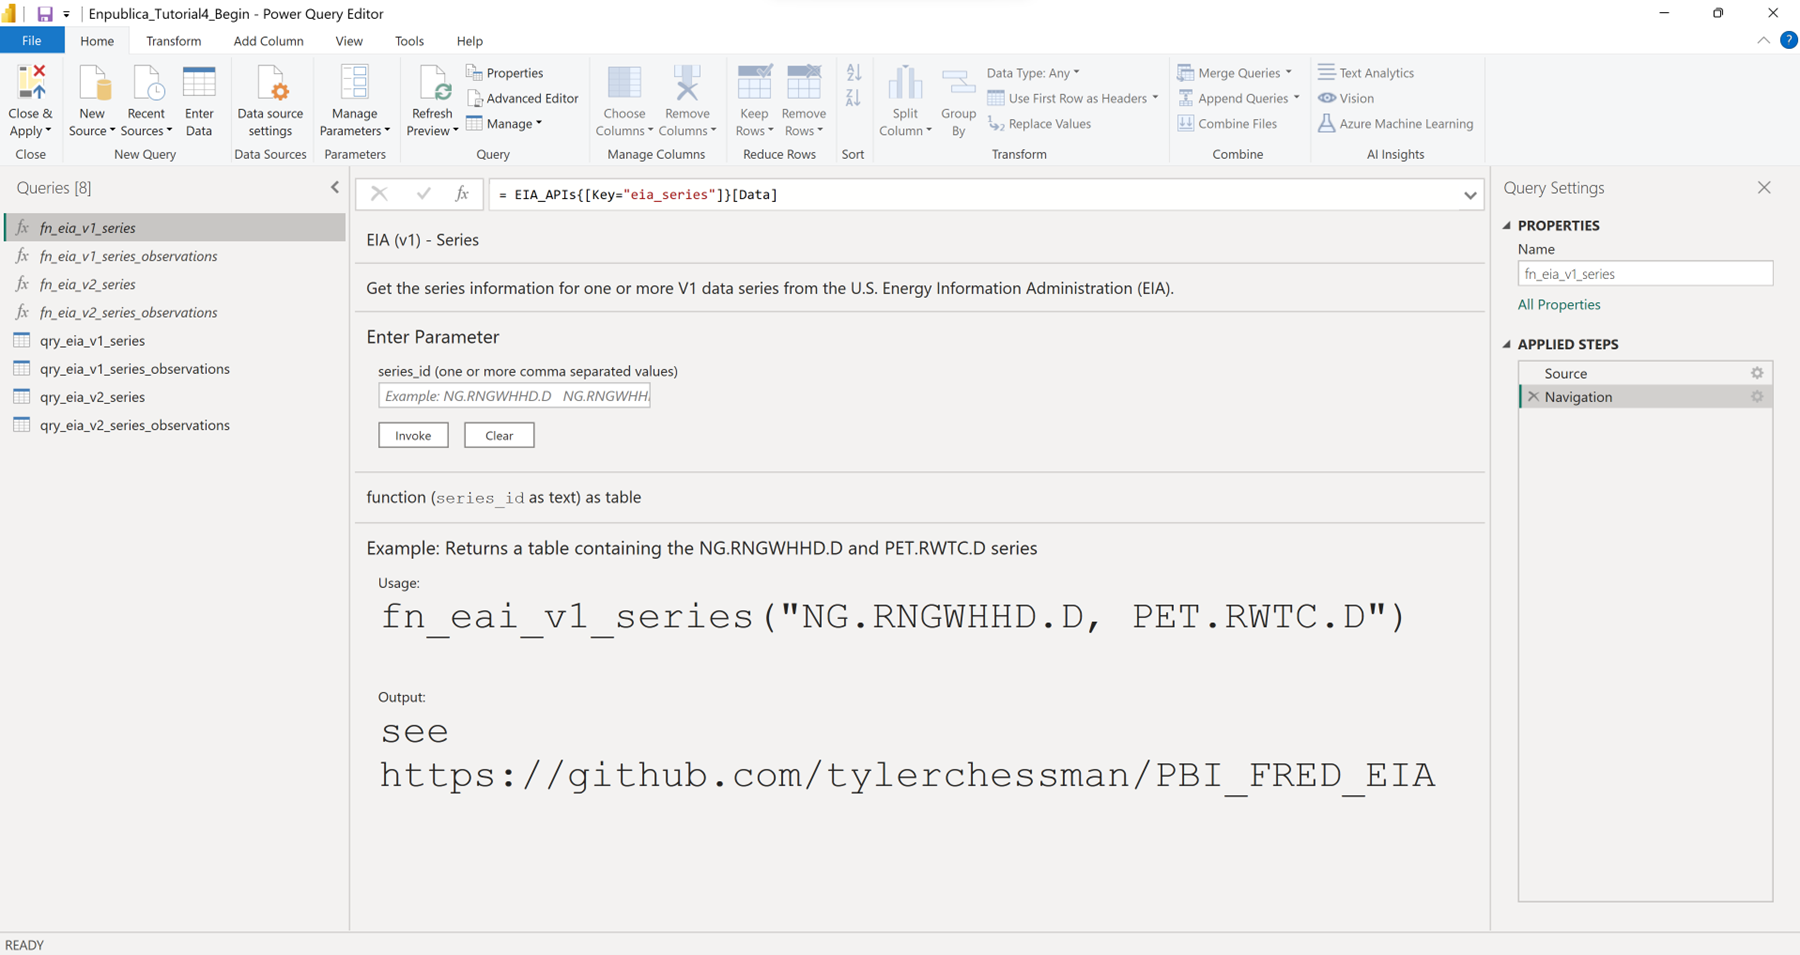 Enpublica_Tutorial4_Begin - Power Query Editor
File Home Transform Add Column View Tools Help
Close & Apply
Close
New Source
Recent Sources
Enter Data
New Query
Data source settings
Data Sources
Manage Parameters
Parameters
Refresh Preview
Properties
Advanced Editor
Manage
Query
Choose Columns
Remove Columns
Manage Columns
Keep Rows
Remove Rows
Reduce Rows
Sort
Split Column
Group By
Data Type: Any
Use First Row as Headers
Replace Values
Transform
Merge Queries
Append Queries
Combine Files
Combine
Text Analytics
Vision
Azure Machine Learning
AI Insights
Queries [8]
fx fn_eia_v1_series
fx fn_eia_v1_series_observations
fx fn_eia_v2_series
fx fn_eia_v2_series_observations
qry_eia_v1_series
qry_eia_v1_series_observations
qry_eia_v2_series
qry_eia_v2_series_observations
fx = EIA_APIs{[Key="eia_series"]}[Data]
EIA (v1) - Series
Get the series information for one or more V1 data series from the U.S. Energy Information Administration (EIA).
Enter Parameter
series_id (one or more comma separated values)
Example: NG.RNGWHHD.D NG.RNGWHH
Invoke Clear
function (series_id as text) as table
Example: Returns a table containing the NG.RNGWHHD.D and PET.RWTC.D series
Usage:
fn_eai_v1_series("NG.RNGWHHD.D, PET.RWTC.D")
Output:
see
https://github.com/tylerchessman/PBI_FRED_EIA
Query Settings
PROPERTIES
Name
fn_eia_v1_series
All Properties
APPLIED STEPS
Source
Navigation
READY